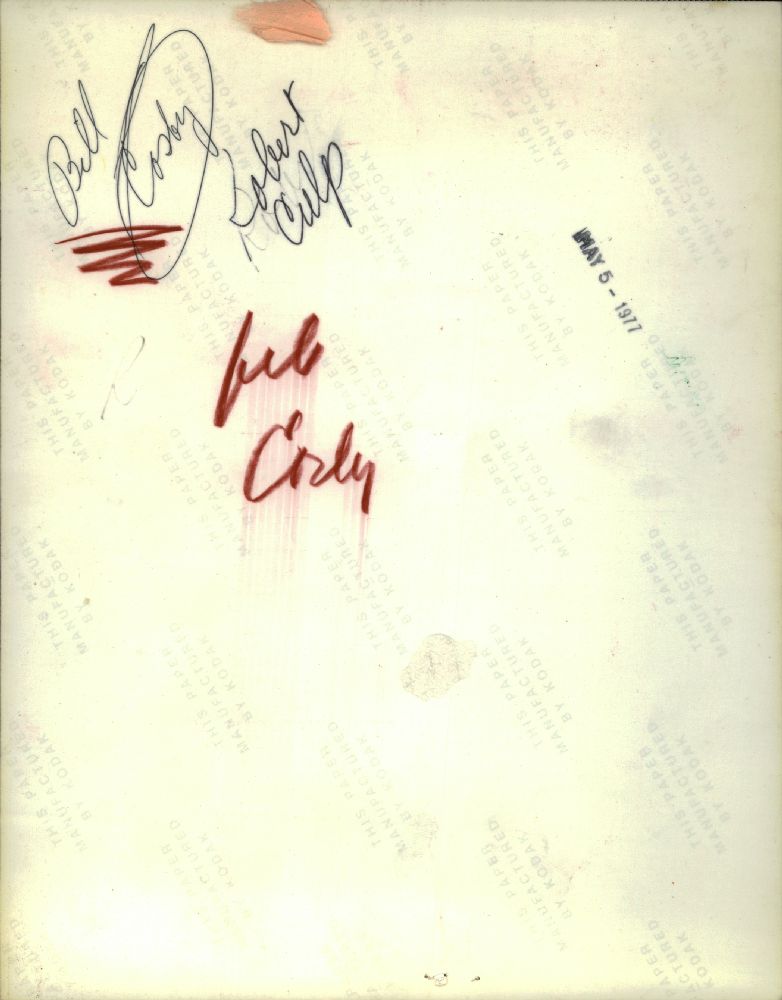 Bill
Cosby
Robert
Culp
MAY 5 - 1977
Cosby
THIS PAPER
MANUFACTURED
BY KODAK